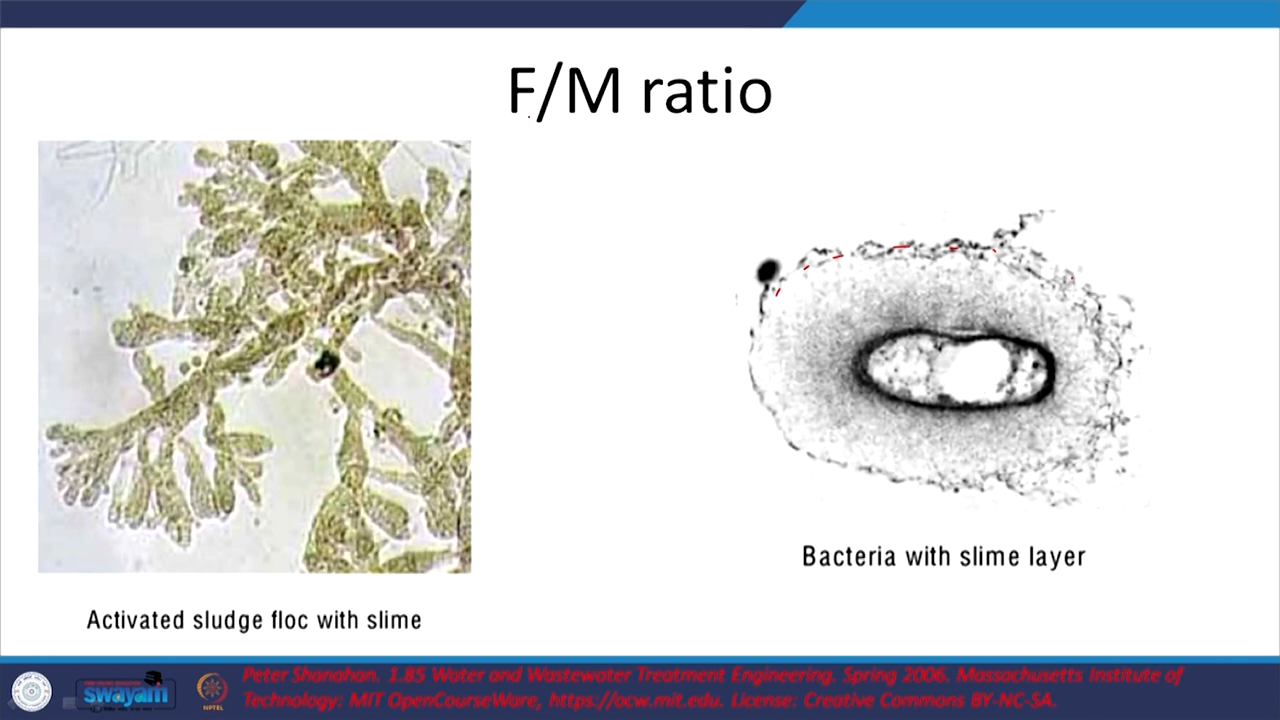 F/M ratio
Activated sludge floc with slime
Bacteria with slime layer
Peter Shanahan. 1.85 Water and Wastewater Treatment Engineering. Spring 2006. Massachusetts Institute of
Technology: MIT OpenCourseWare, https://ocw.mit.edu. License: Creative Commons BY-NC-SA.
swayam
NPTEL